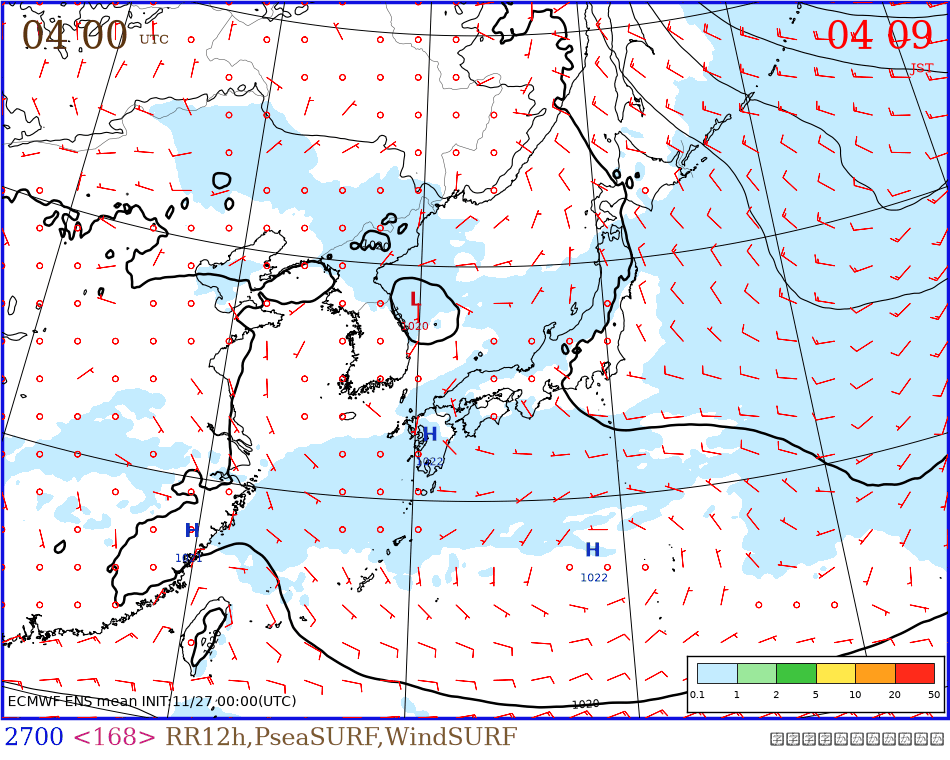 04 00 UTC
04 09
JST
1020
L
1020
H
1022
H
H
1022
1020
0.1 1 2 5 10 20 50
ECMWF ENS mean INIT:11/27 00:00(UTC)
2700 <168> RR12h,PseaSURF,WindSURF